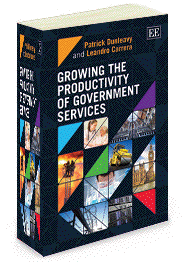 Patrick Dunleavy
and Leandro Carrera
EE
GROWING THE
PRODUCTIVITY
OF GOVERNMENT
SERVICES